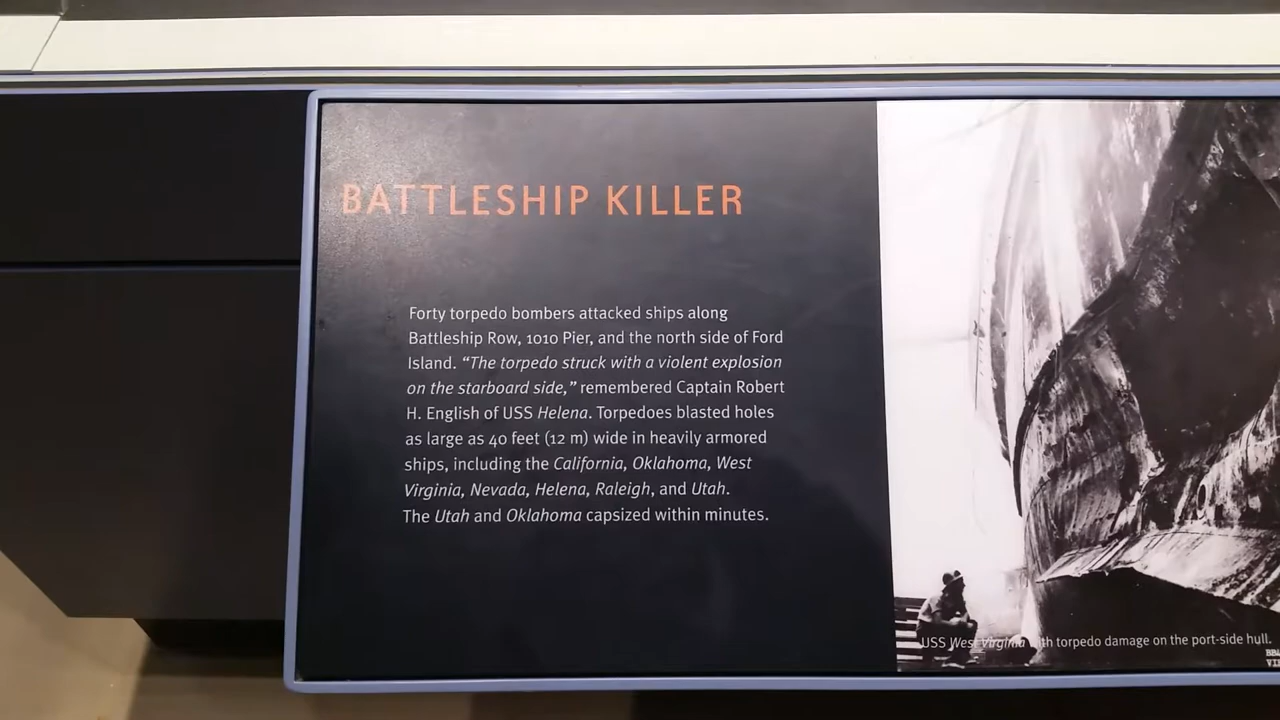 BATTLESHIP KILLER
Forty torpedo bombers attacked ships along
Battleship Row, 1010 Pier, and the north side of Ford
Island. “The torpedo struck with a violent explosion
on the starboard side,” remembered Captain Robert
H. English of USS Helena. Torpedoes blasted holes
as large as 40 feet (12 m) wide in heavily armored
ships, including the California, Oklahoma, West
Virginia, Nevada, Helena, Raleigh, and Utah.
The Utah and Oklahoma capsized within minutes.
USS West Virginia with torpedo damage on the port-side hull.